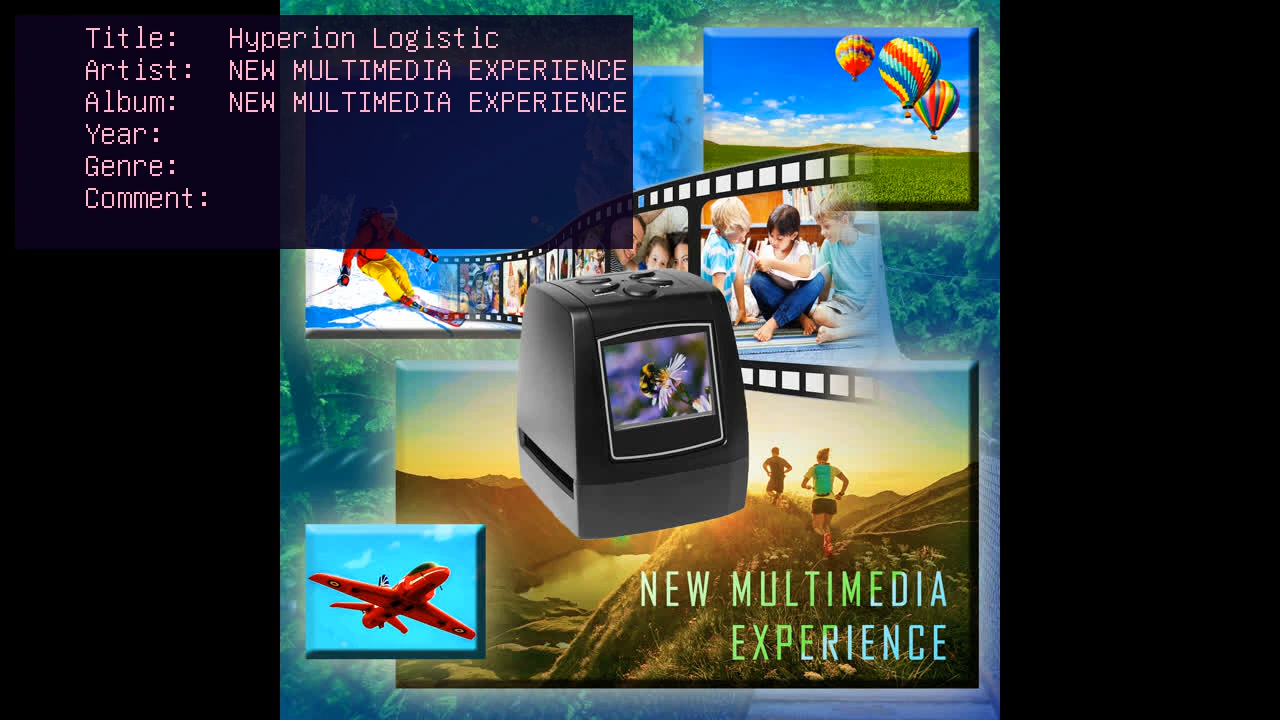 Title: Hyperion Logistic
Artist: NEW MULTIMEDIA EXPERIENCE
Album: NEW MULTIMEDIA EXPERIENCE
Year:
Genre:
Comment:
NEW MULTIMEDIA
EXPERIENCE